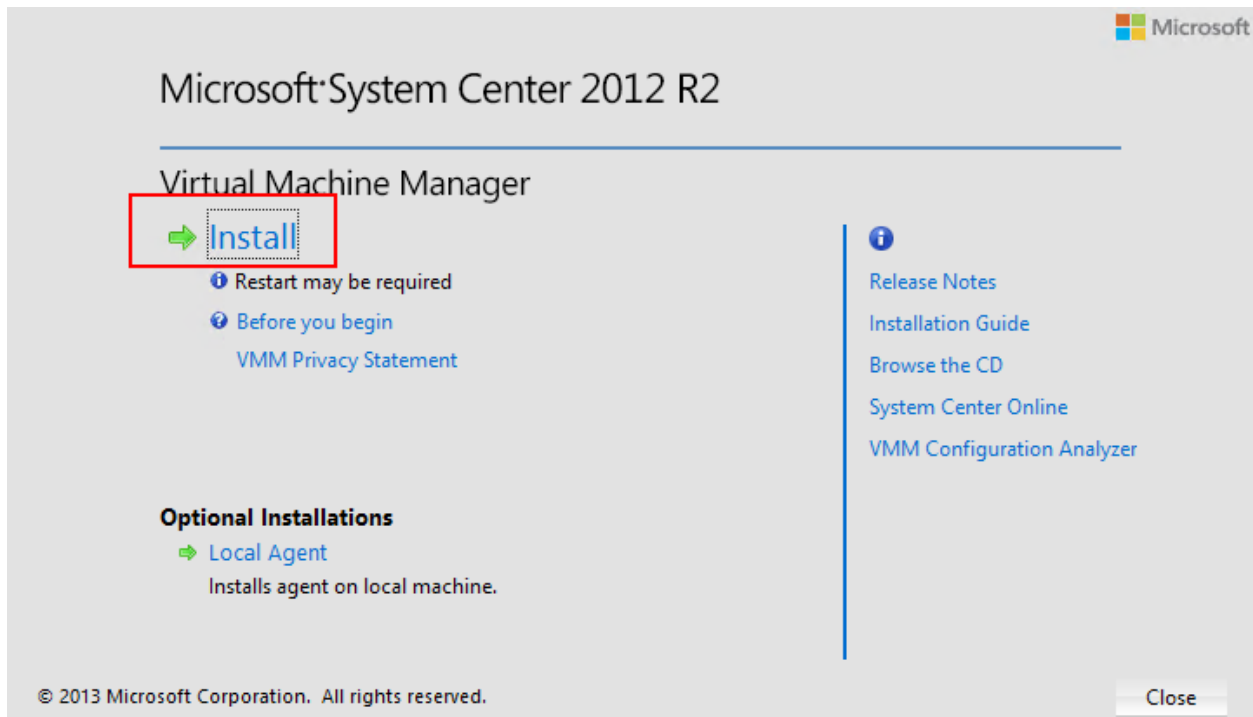 Microsoft
Microsoft System Center 2012 R2
Virtual Machine Manager
Install
Restart may be required
Before you begin
VMM Privacy Statement
Release Notes
Installation Guide
Browse the CD
System Center Online
VMM Configuration Analyzer
Optional Installations
Local Agent
Installs agent on local machine.
© 2013 Microsoft Corporation. All rights reserved.
Close